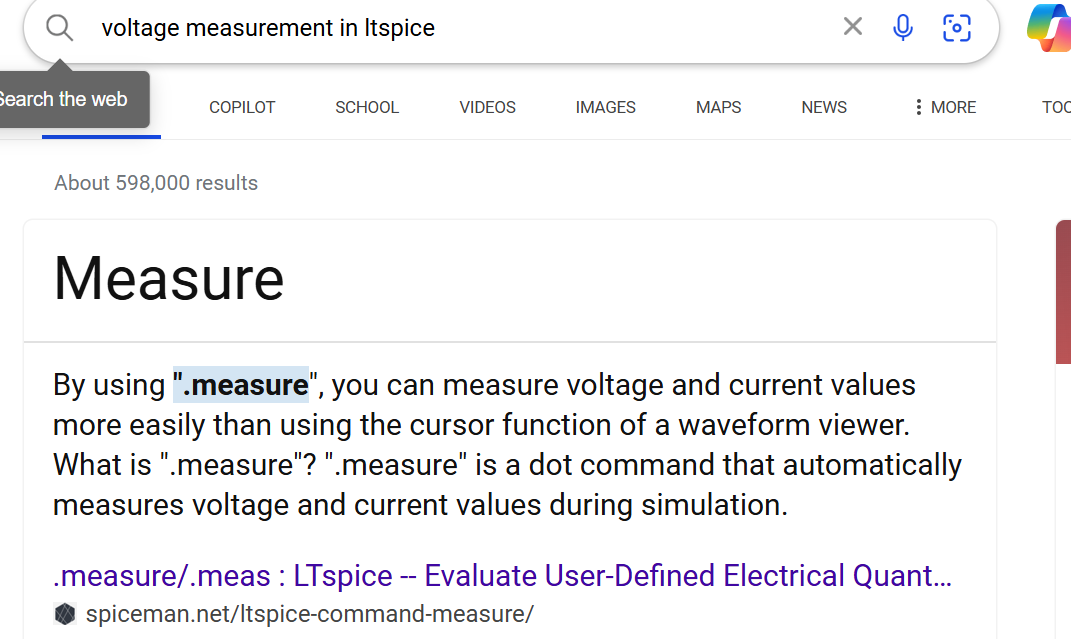 voltage measurement in ltspice
Search the web
COPILOT
SCHOOL
VIDEOS
IMAGES
MAPS
NEWS
MORE
About 598,000 results
Measure
By using ".measure", you can measure voltage and current values
more easily than using the cursor function of a waveform viewer.
What is ".measure"? ".measure" is a dot command that automatically
measures voltage and current values during simulation.
.measure/.meas : LTspice -- Evaluate User-Defined Electrical Quant...
spiceman.net/ltspice-command-measure/